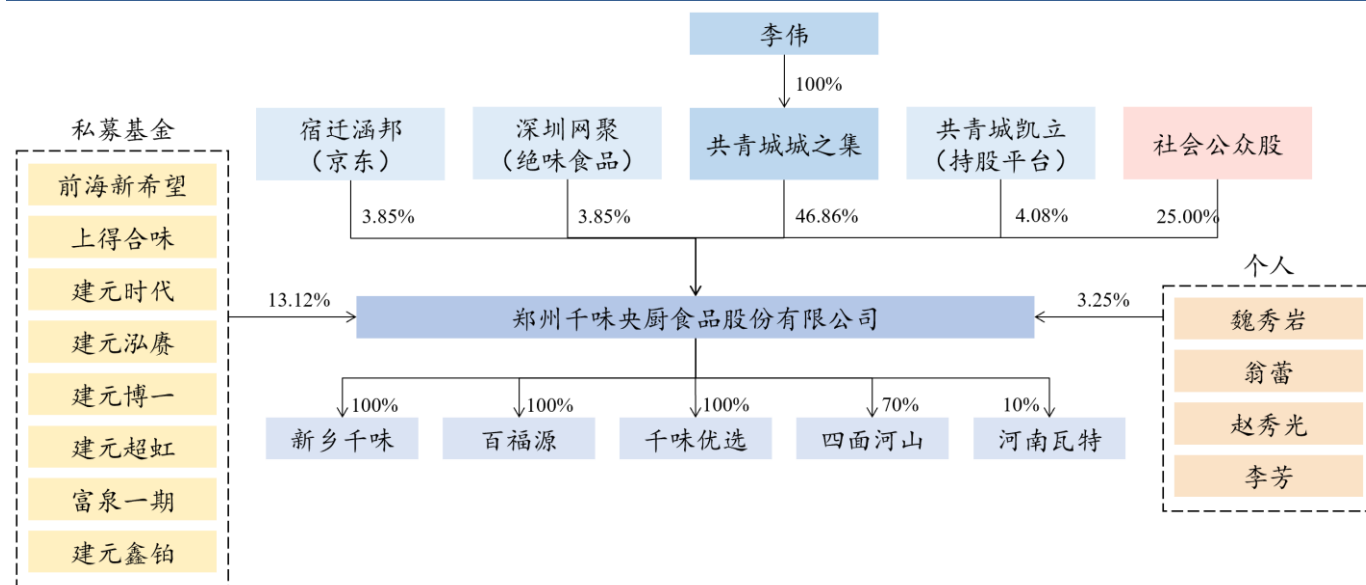 李伟
100%
私募基金
宿迁涵邦
（京东）
深圳网聚
（绝味食品）
共青城城之集
共青城凯立
（持股平台）
社会公众股
3.85%
3.85%
46.86%
4.08%
25.00%
前海新希望
上得合味
建元时代
建元泓赓
建元博一
建元超虹
富泉一期
建元鑫铂
13.12%
郑州千味央厨食品股份有限公司
3.25%
个人
魏秀岩
翁蕾
赵秀光
李芳
100%
100%
100%
70%
10%
新乡千味
百福源
千味优选
四面河山
河南瓦特